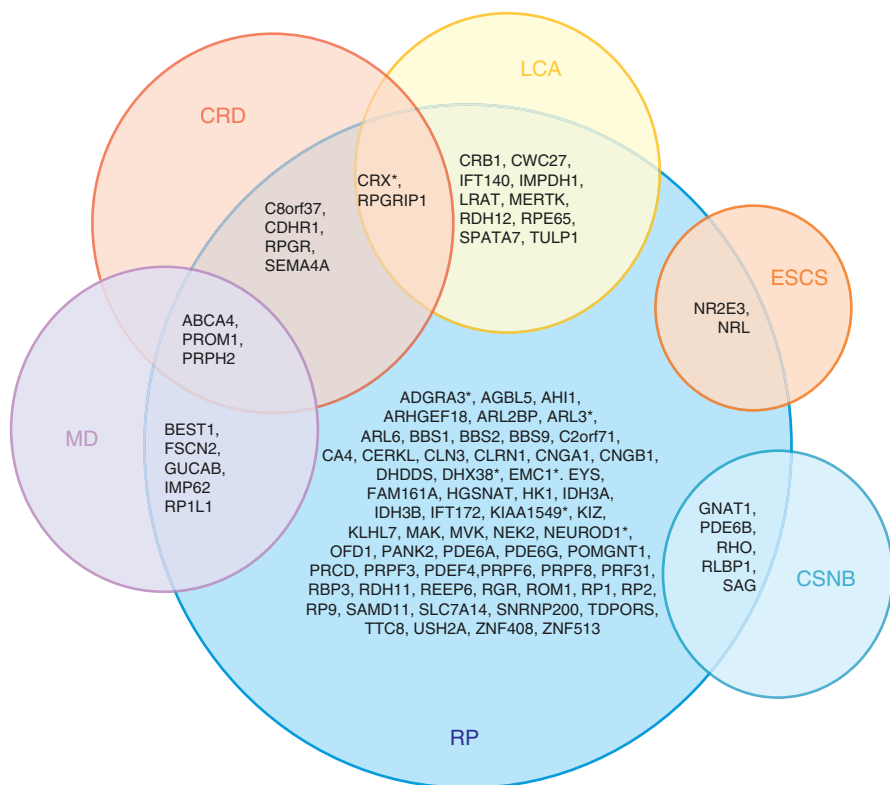 LCA
CRD
CRB1, CWC27,
IFT140, IMPDH1,
LRAT, MERTK,
RDH12, RPE65,
SPATA7, TULP1
CRX*,
RPGRIP1
C8orf37,
CDHR1,
RPGR,
SEMA4A
ESCS
NR2E3,
NRL
ABCA4,
PROM1,
PRPH2
MD
BEST1,
FSCN2,
GUCAB,
IMP62
RP1L1
ADGRA3*, AGBL5, AHI1,
ARHGEF18, ARL2BP, ARL3*,
ARL6, BBS1, BBS2, BBS9, C2orf71,
CA4, CERKL, CLN3, CLRN1, CNGA1, CNGB1,
DHDDS, DHX38*, EMC1*. EYS,
FAM161A, HGSNAT, HK1, IDH3A,
IDH3B, IFT172, KIAA1549*, KIZ,
KLHL7, MAK, MVK, NEK2, NEUROD1*,
OFD1, PANK2, PDE6A, PDE6G, POMGNT1,
PRCD, PRPF3, PDEF4,PRPF6, PRPF8, PRF31,
RBP3, RDH11, REEP6, RGR, ROM1, RP1, RP2,
RP9, SAMD11, SLC7A14, SNRNP200, TDPORS,
TTC8, USH2A, ZNF408, ZNF513
GNAT1,
PDE6B,
RHO,
RLBP1,
SAG
CSNB
RP